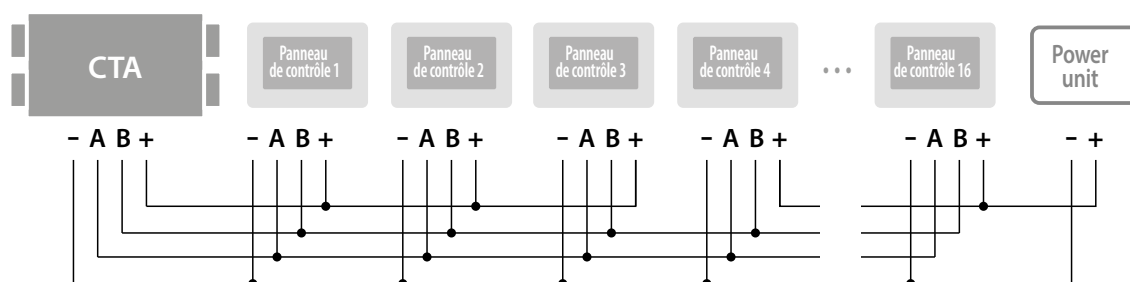 CTA
Panneau
de contrôle 1
Panneau
de contrôle 2
Panneau
de contrôle 3
Panneau
de contrôle 4
...
Panneau
de contrôle 16
Power
unit
– A B +
– A B +
– A B +
– A B +
– A B +
– A B +
– +